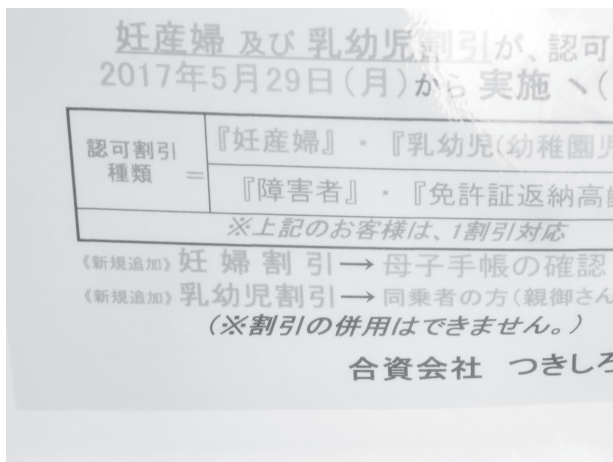 妊産婦 及び 乳幼児割引が、認可
2017年5月29日(月)から 実施 、(
認可割引 種類 =
『妊産婦』・『乳幼児(幼稚園児
『障害者』・『免許証返納高齢
※上記のお客様は、1割引対応
《新規追加》妊 婦 割 引→ 母子手帳の確認
《新規追加》乳幼児割引→ 同乗者の方(親御さん
(※割引の併用はできません。)
合資会社 つきしろ